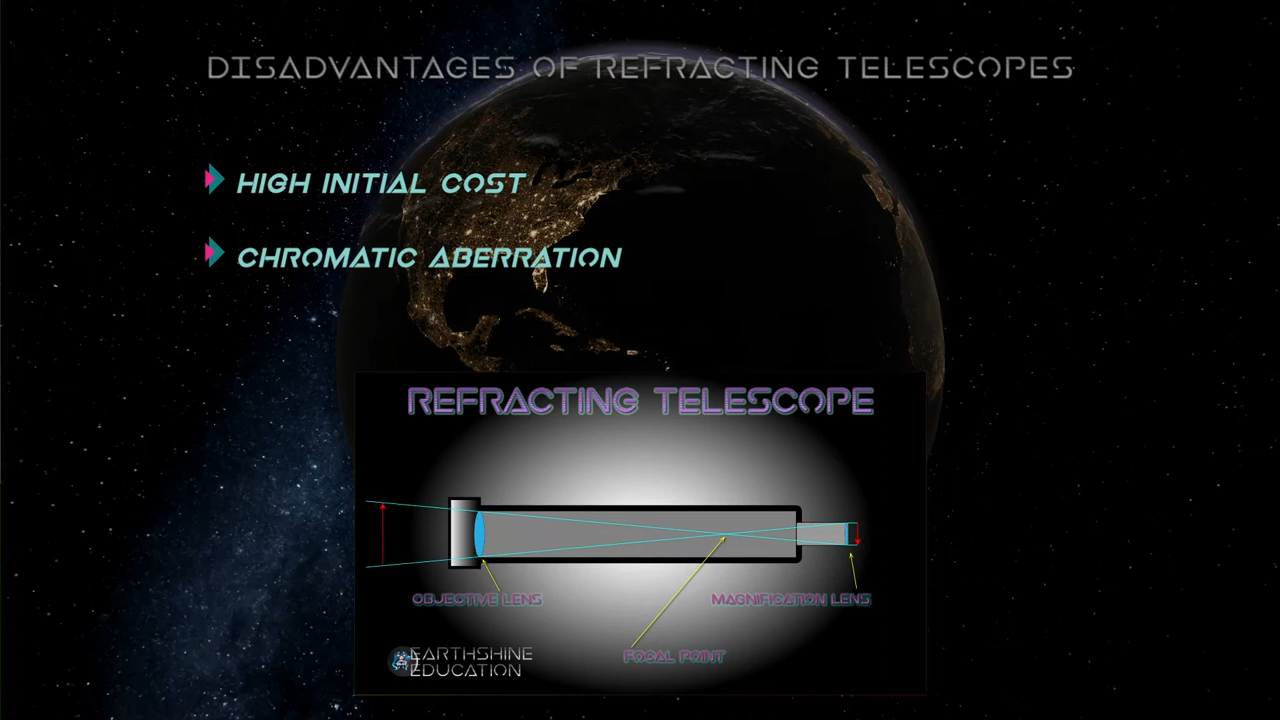 DISADVANTAGES OF REFRACTING TELESCOPES
HIGH INITIAL COST
CHROMATIC ABERRATION
REFRACTING TELESCOPE
OBJECTIVE LENS
MAGNIFICATION LENS
FOCAL POINT
EARTHSHINE
EDUCATION